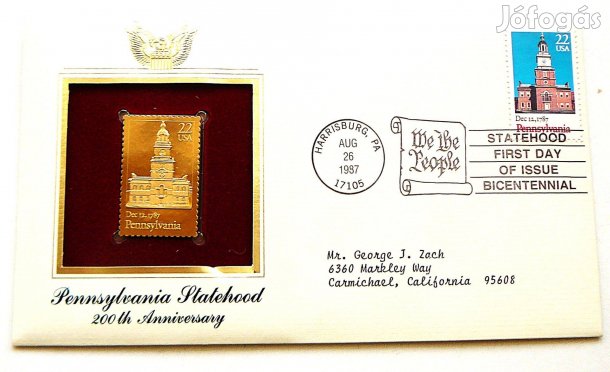 Jófogás
22
USA
Dec 12, 1787
Pennsylvania
22
USA
Dec 12, 1787
Pennsylvania
HARRISBURG, PA
AUG
26
1987
17105
We the
People
STATEHOOD
FIRST DAY
OF ISSUE
BICENTENNIAL
Mr. George J. Zach
6360 Markley Way
Carmichael, California 95608
Pennsylvania Statehood
200th Anniversary